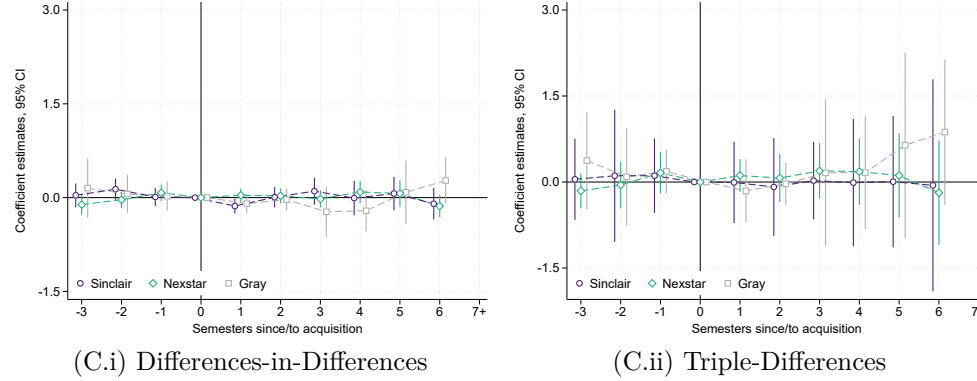 Coefficient estimates, 95% CI
3.0
1.5
0.0
-1.5
Sinclair Nexstar Gray
-3 -2 -1 0 1 2 3 4 5 6 7+
Semesters since/to acquisition
(C.i) Differences-in-Differences
Coefficient estimates, 95% CI
3.0
1.5
0.0
-1.5
Sinclair Nexstar Gray
-3 -2 -1 0 1 2 3 4 5 6 7
Semesters since/to acquisition
(C.ii) Triple-Differences